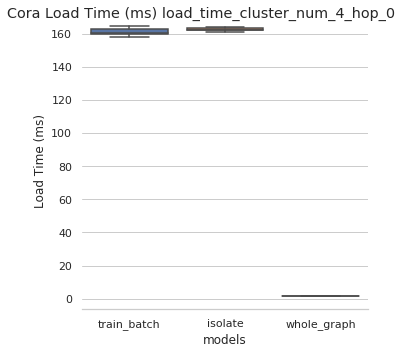 Cora Load Time (ms) load_time_cluster_num_4_hop_0
160
140
120
100
80
60
40
20
0
Load Time (ms)
train_batch isolate whole_graph
models